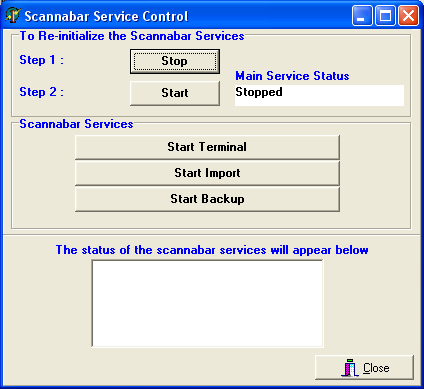 Scannabar Service Control
To Re-initialize the Scannabar Services
Step 1 :
Stop
Main Service Status
Step 2 :
Start
Stopped
Scannabar Services
Start Terminal
Start Import
Start Backup
The status of the scannabar services will appear below
Close